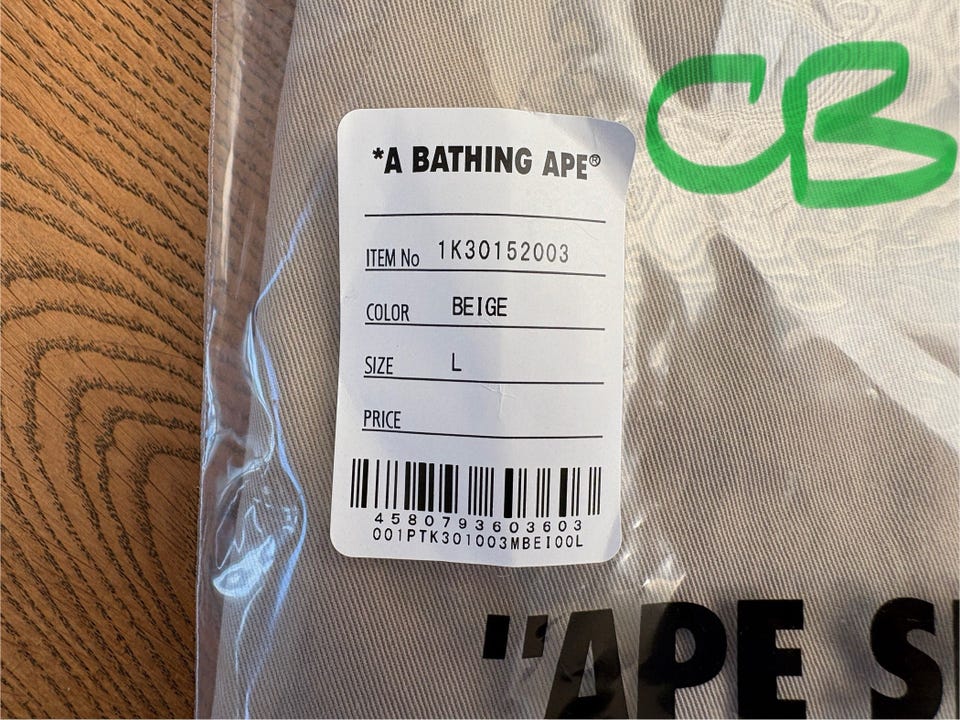 CB
*A BATHING APE®
ITEM No 1K30152003
COLOR BEIGE
SIZE L
PRICE
4580793603603
001PTK301003MBEI00L
"APE S